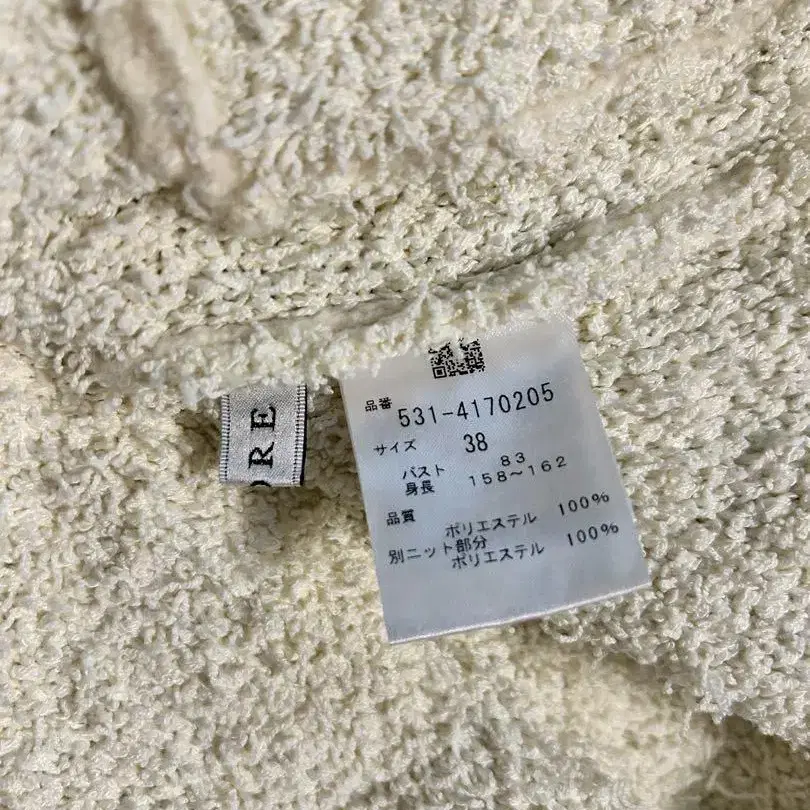 品番 531-4170205
サイズ 38
バスト 83
身長 158~162
品質
ポリエステル 100%
別ニット部分
ポリエステル 100%
ORE